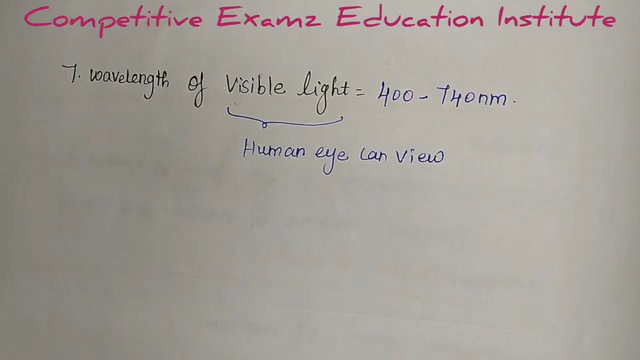 Competitive Examz Education Institute
7. wavelength of visible light = 400 - 740nm.
Human eye can view